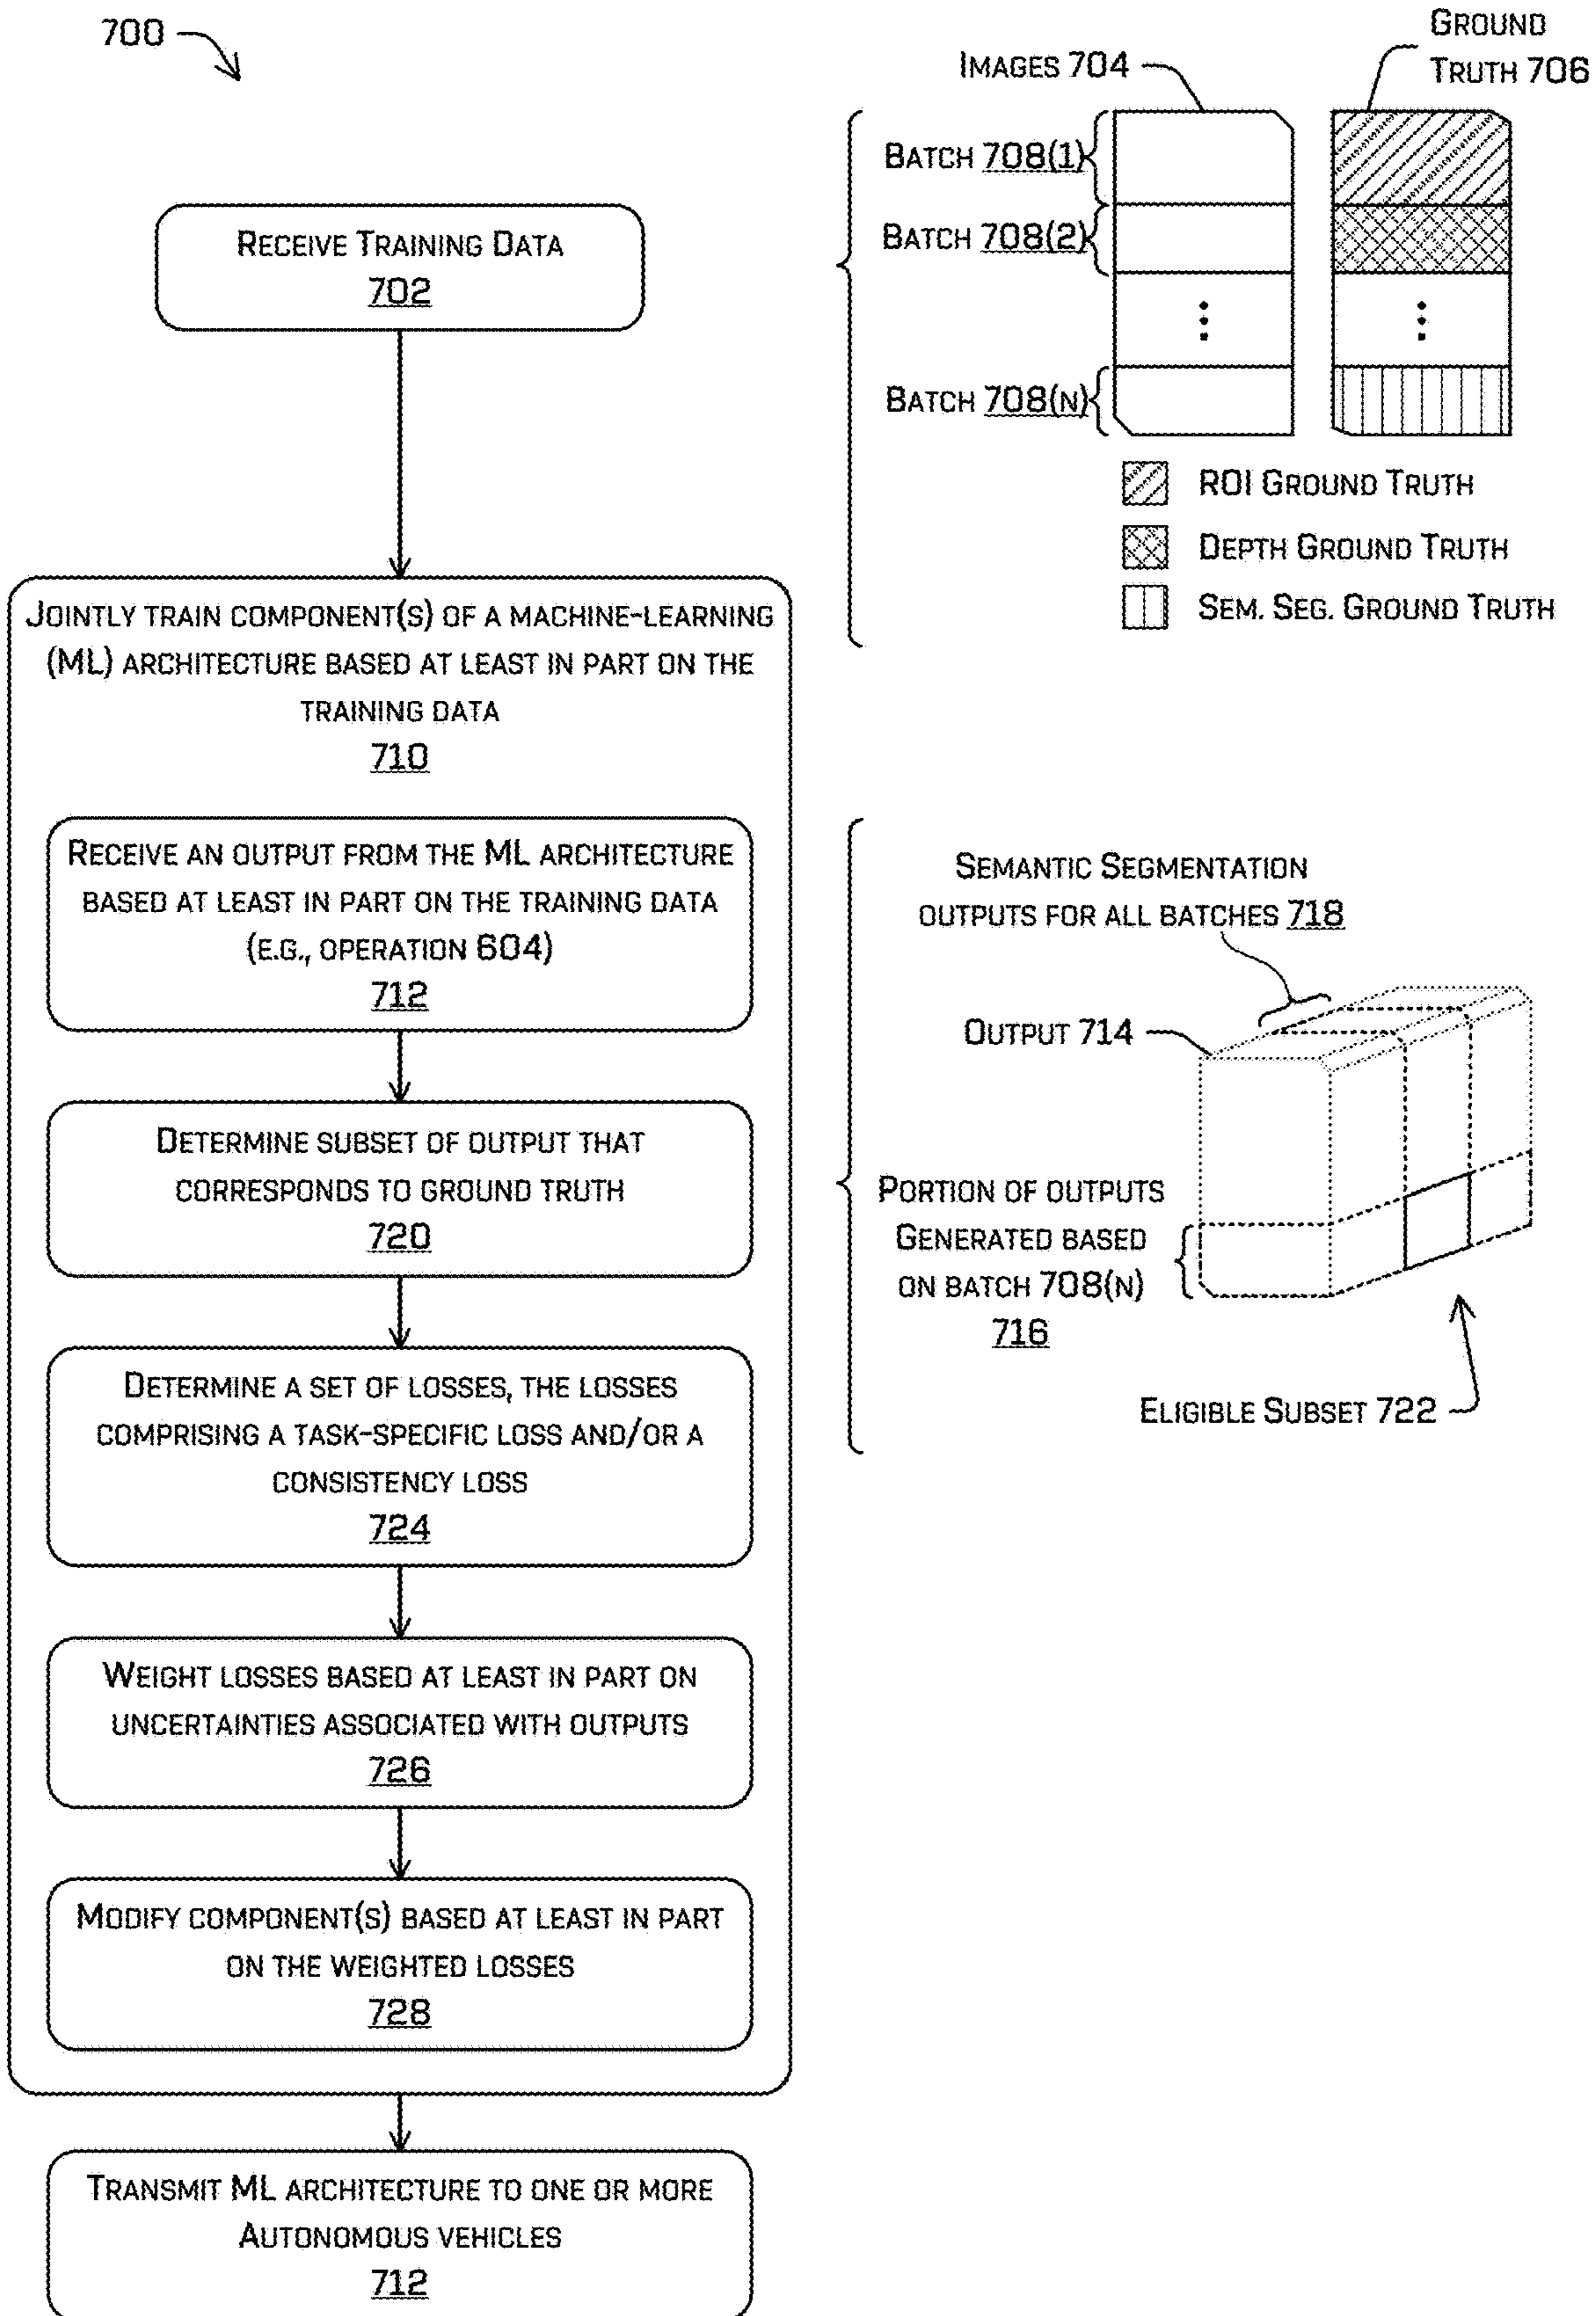 700
RECEIVE TRAINING DATA
702
IMAGES 704
GROUND
TRUTH 706
BATCH 708(1)
BATCH 708(2)
BATCH 708(N)
ROI GROUND TRUTH
DEPTH GROUND TRUTH
SEM. SEG. GROUND TRUTH
JOINTLY TRAIN COMPONENT(S) OF A MACHINE-LEARNING
(ML) ARCHITECTURE BASED AT LEAST IN PART ON THE
TRAINING DATA
710
RECEIVE AN OUTPUT FROM THE ML ARCHITECTURE
BASED AT LEAST IN PART ON THE TRAINING DATA
(E.G., OPERATION 604)
712
SEMANTIC SEGMENTATION
OUTPUTS FOR ALL BATCHES 718
OUTPUT 714
PORTION OF OUTPUTS
GENERATED BASED
ON BATCH 708(N)
716
ELIGIBLE SUBSET 722
DETERMINE SUBSET OF OUTPUT THAT
CORRESPONDS TO GROUND TRUTH
720
DETERMINE A SET OF LOSSES, THE LOSSES
COMPRISING A TASK-SPECIFIC LOSS AND/OR A
CONSISTENCY LOSS
724
WEIGHT LOSSES BASED AT LEAST IN PART ON
UNCERTAINTIES ASSOCIATED WITH OUTPUTS
726
MODIFY COMPONENT(S) BASED AT LEAST IN PART
ON THE WEIGHTED LOSSES
728
TRANSMIT ML ARCHITECTURE TO ONE OR MORE
AUTONOMOUS VEHICLES
712